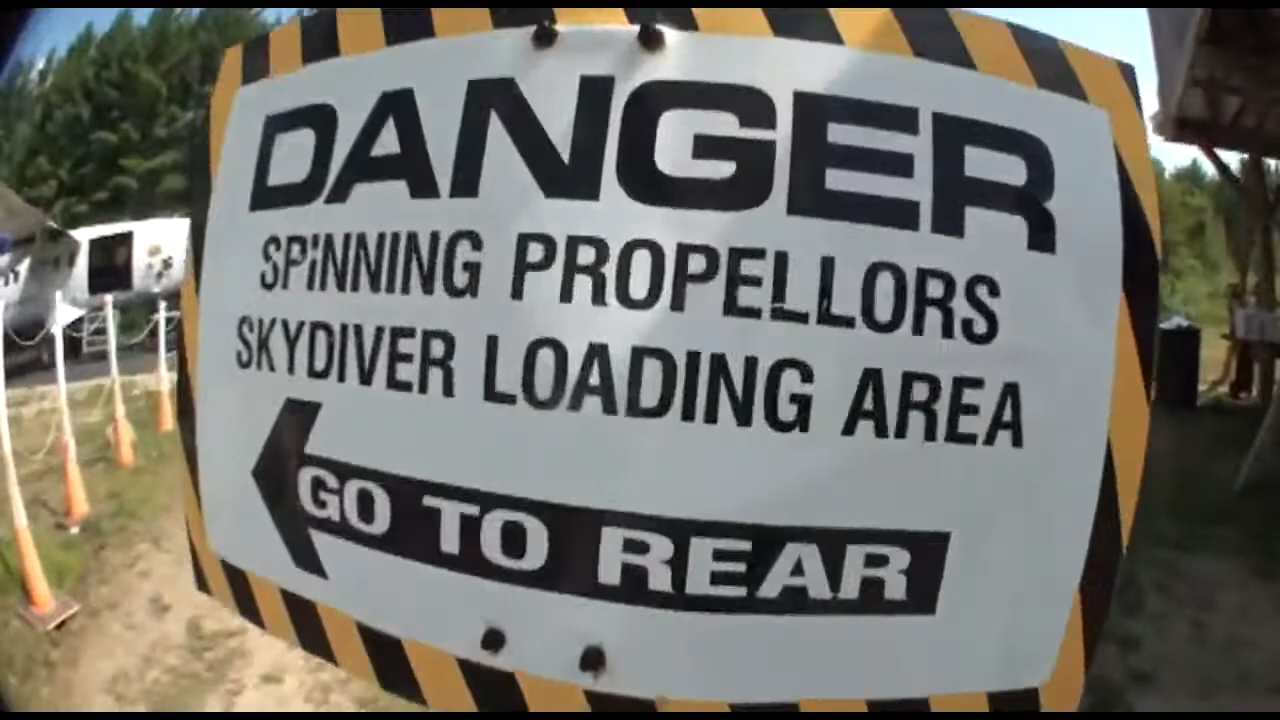 DANGER
SPiNNING PROPELLORS
SKYDIVER LOADING AREA
GO TO REAR